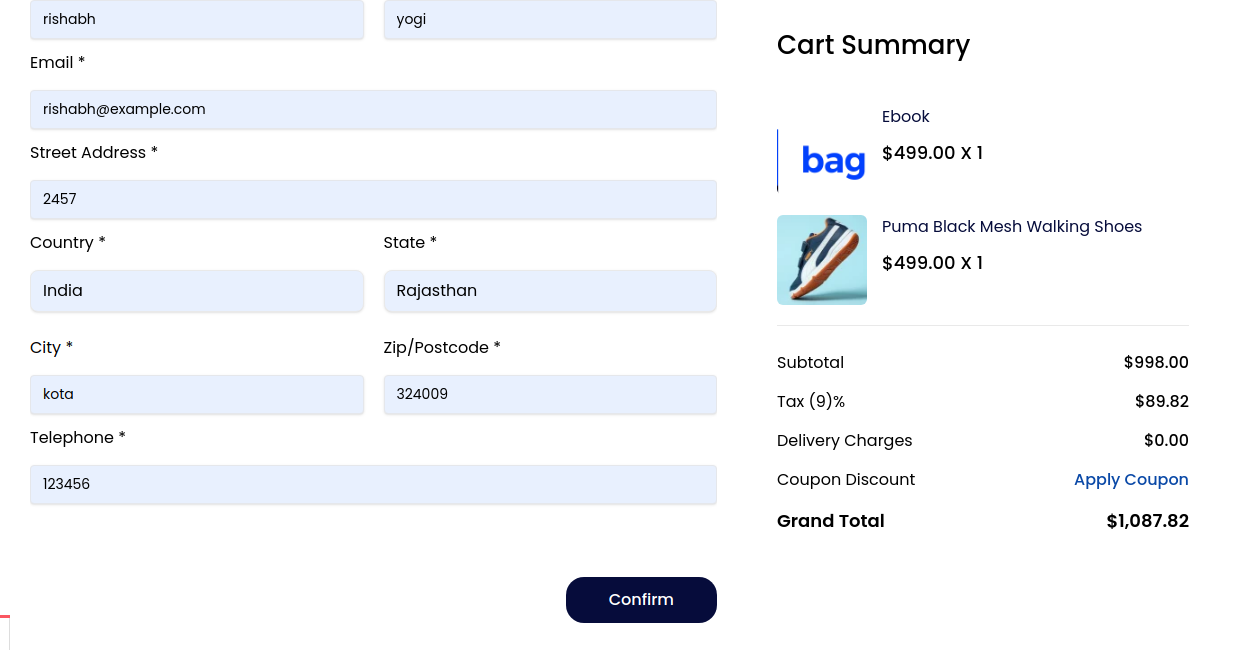 rishabh
yogi
Email *
rishabh@example.com
Street Address *
2457
Country *
State *
India
Rajasthan
City *
Zip/Postcode *
kota
324009
Telephone *
123456
Confirm
Cart Summary
bag
Ebook
$499.00 X 1
Puma Black Mesh Walking Shoes
$499.00 X 1
Subtotal $998.00
Tax (9)% $89.82
Delivery Charges $0.00
Coupon Discount Apply Coupon
Grand Total $1,087.82